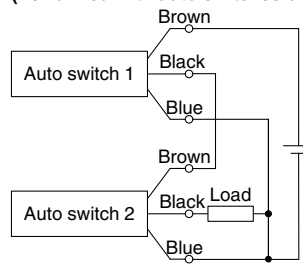 Brown
Auto switch 1
Black
Blue
Brown
Auto switch 2
Black
Load
Blue